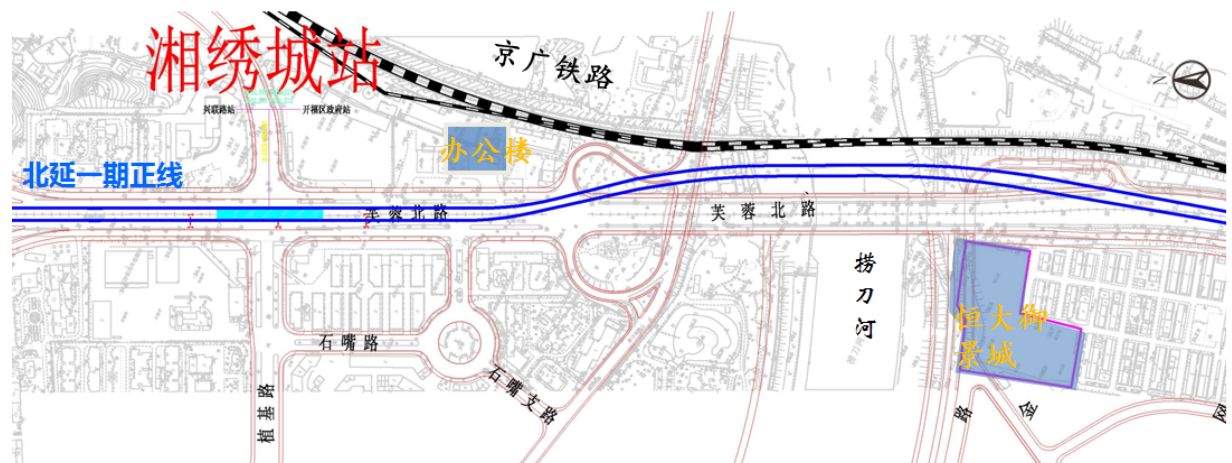 湘绣城站
京广铁路
N
兴联路站
开福区政府站
办公楼
北延一期正线
芙蓉北路
芙蓉北路
捞刀河
恒大御
景城
石嘴路
石嘴支路
植基路
路
金